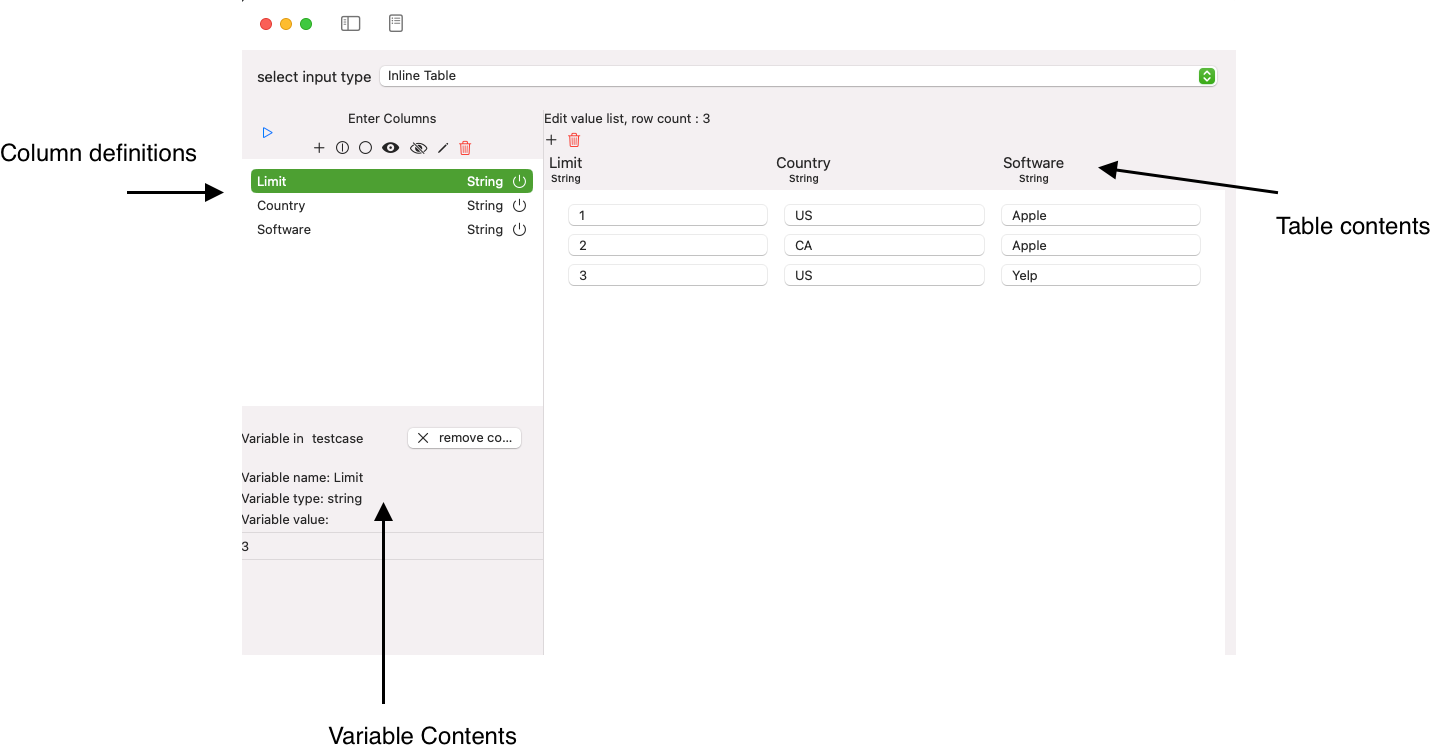 select input type Inline Table
Enter Columns
Edit value list, row count : 3
Column definitions
Limit String
Country String
Software String
Limit Country Software
String String String
1 US Apple
2 CA Apple
3 US Yelp
Table contents
Variable in testcase
remove co...
Variable name: Limit
Variable type: string
Variable value:
3
Variable Contents